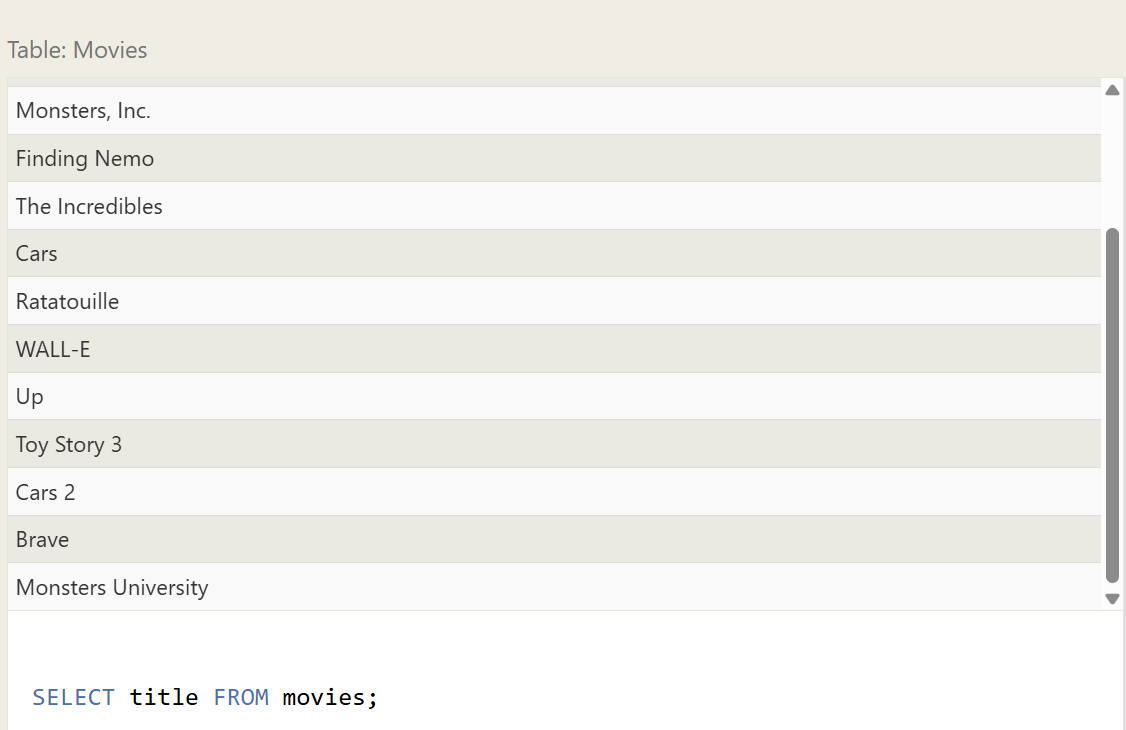 Table: Movies
Monsters, Inc.
Finding Nemo
The Incredibles
Cars
Ratatouille
WALL-E
Up
Toy Story 3
Cars 2
Brave
Monsters University
SELECT title FROM movies;